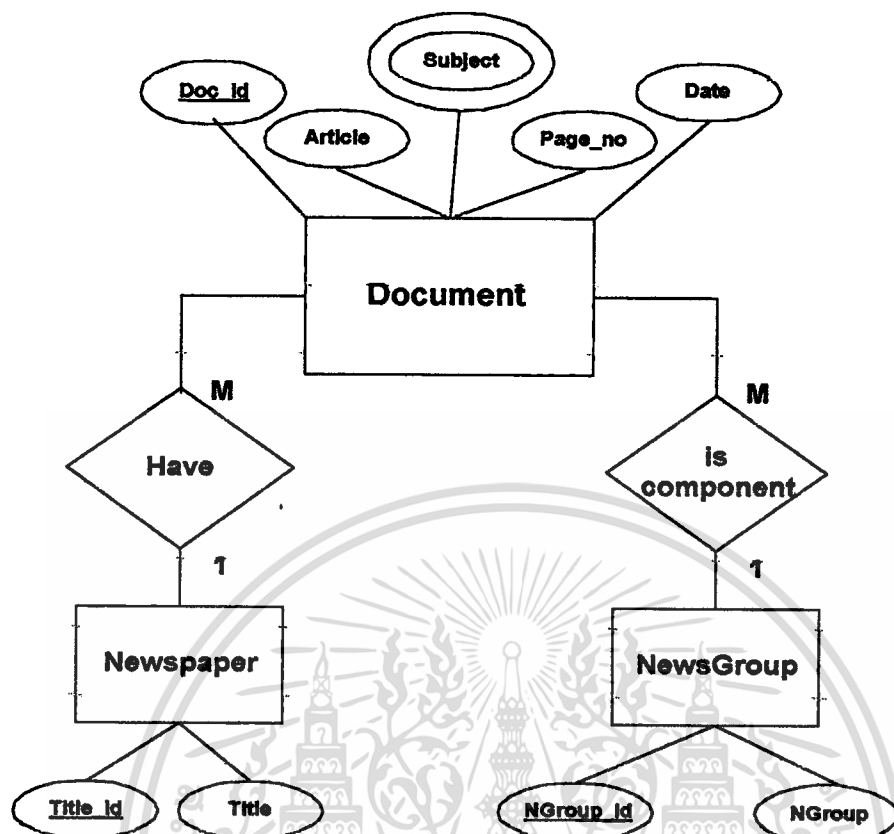 Subject
Doc_id
Date
Article
Page_no
Document
M
M
Have
is
component
1
1
Newspaper
NewsGroup
Title_id
Title
NGroup_id
NGroup